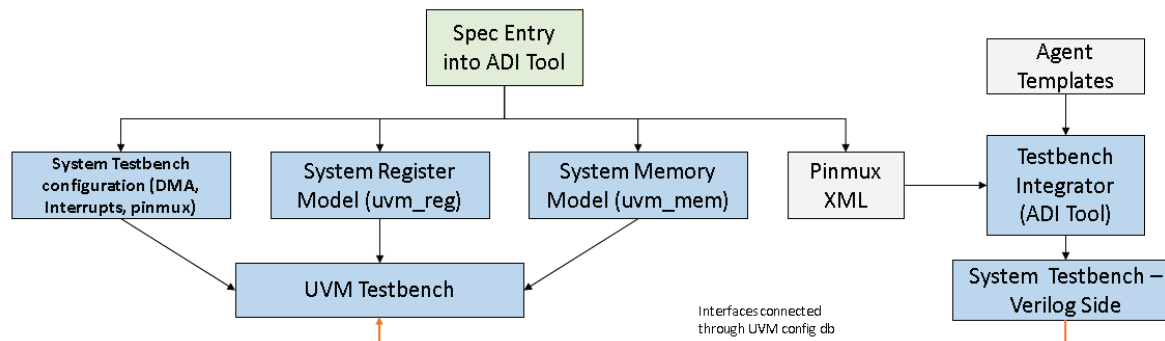 Spec Entry
into ADI Tool
Agent
Templates
System Testbench
configuration (DMA,
Interrupts, pinmux)
System Register
Model (uvm_reg)
System Memory
Model (uvm_mem)
Pinmux
XML
Testbench
Integrator
(ADI Tool)
UVM Testbench
Interfaces connected
through UVM config db
System Testbench –
Verilog Side